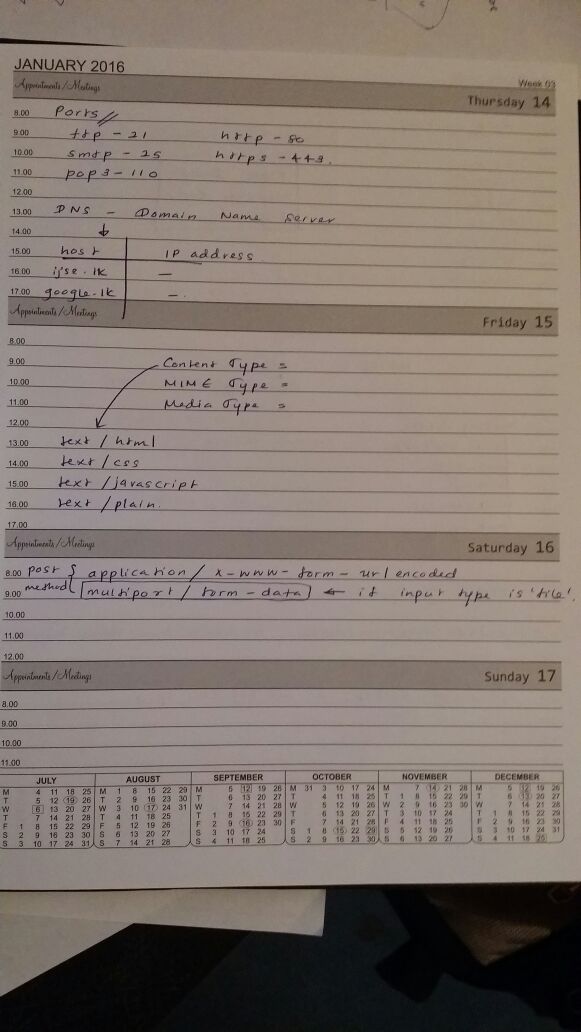 JANUARY 2016
Week 03
Appointments/Meetings
Thursday 14
8.00 Ports //
9.00 ftp - 21 http - 80
10.00 smtp - 25 https - 443.
11.00 pop3 - 110
12.00
13.00 DNS - Domain Name Server
14.00 ↓
15.00 host IP address
16.00 ijse.lk —
17.00 google.lk —.
Appointments/Meetings
Friday 15
8.00
9.00 Content Type =
10.00 MIME Type =
11.00 Media Type =
12.00
13.00 text / html
14.00 text / css
15.00 text / javascript
16.00 text / plain.
17.00
Appointments/Meetings
Saturday 16
8.00 post { application / x-www-form-urlencoded
9.00 method { [multipart / form-data] ← if input type is 'file'.
10.00
11.00
12.00
Appointments/Meetings
Sunday 17
8.00
9.00
10.00
11.00
JULY AUGUST SEPTEMBER OCTOBER NOVEMBER DECEMBER
M 4 11 18 25 M 1 8 15 22 29 M 5 12 19 26 M 31 3 10 17 24 M 7 14 21 28 M 5 12 19 26
T 5 12 19 26 T 2 9 16 23 30 T 6 13 20 27 T 4 11 18 25 T 1 8 15 22 29 T 6 13 20 27
W 6 13 20 27 W 3 10 17 24 31 W 7 14 21 28 W 5 12 19 26 W 2 9 16 23 30 W 7 14 21 28
T 7 14 21 28 T 4 11 18 25 T 1 8 15 22 29 T 6 13 20 27 T 3 10 17 24 T 1 8 15 22 29
F 1 8 15 22 29 F 5 12 19 26 F 2 9 16 23 30 F 7 14 21 28 F 4 11 18 25 F 2 9 16 23 30
S 2 9 16 23 30 S 6 13 20 27 S 3 10 17 24 S 1 8 15 22 29 S 5 12 19 26 S 3 10 17 24 31
S 3 10 17 24 31 S 7 14 21 28 S 4 11 18 25 S 2 9 16 23 30 S 6 13 20 27 S 4 11 18 25